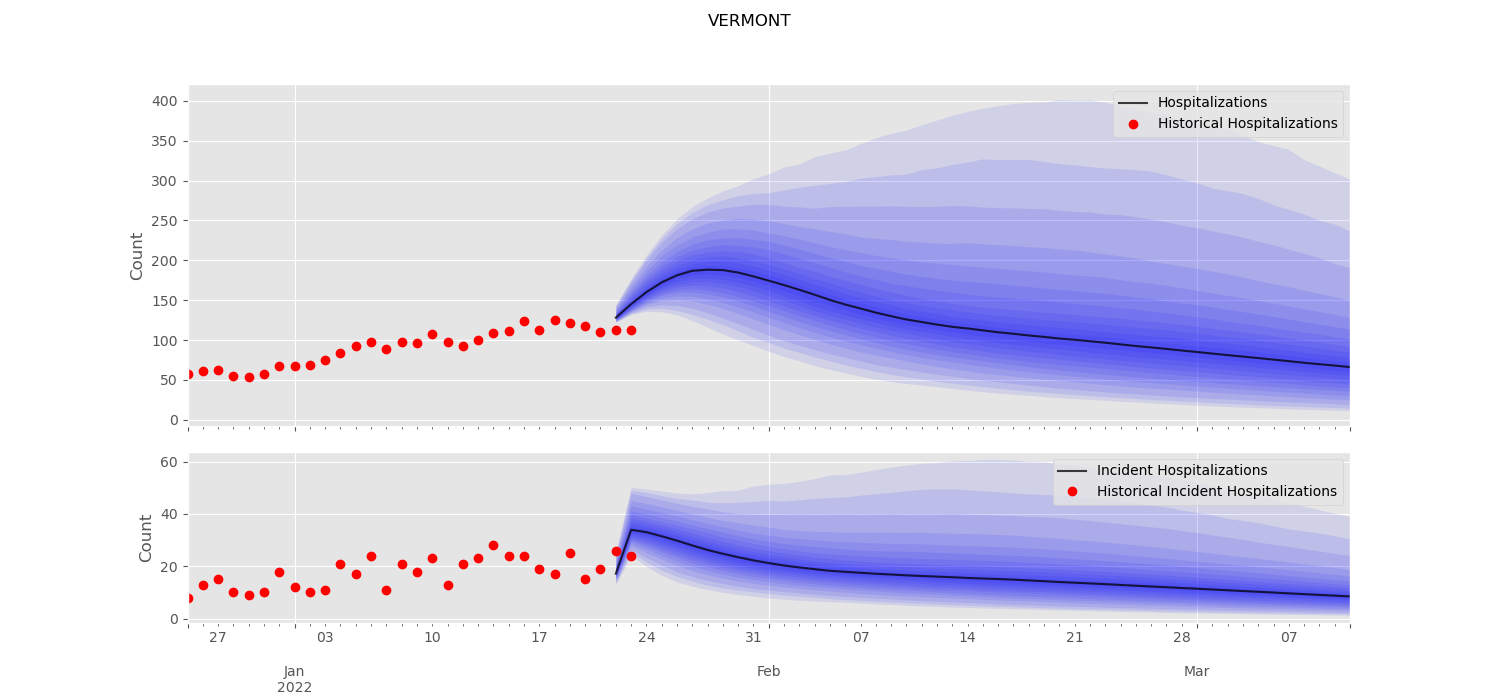 VERMONT
400
350
300
250
200
150
100
50
0
Count
Hospitalizations
Historical Hospitalizations
60
40
20
0
Count
Incident Hospitalizations
Historical Incident Hospitalizations
27 03 10 17 24 31 07 14 21 28 07
Jan Feb Mar
2022